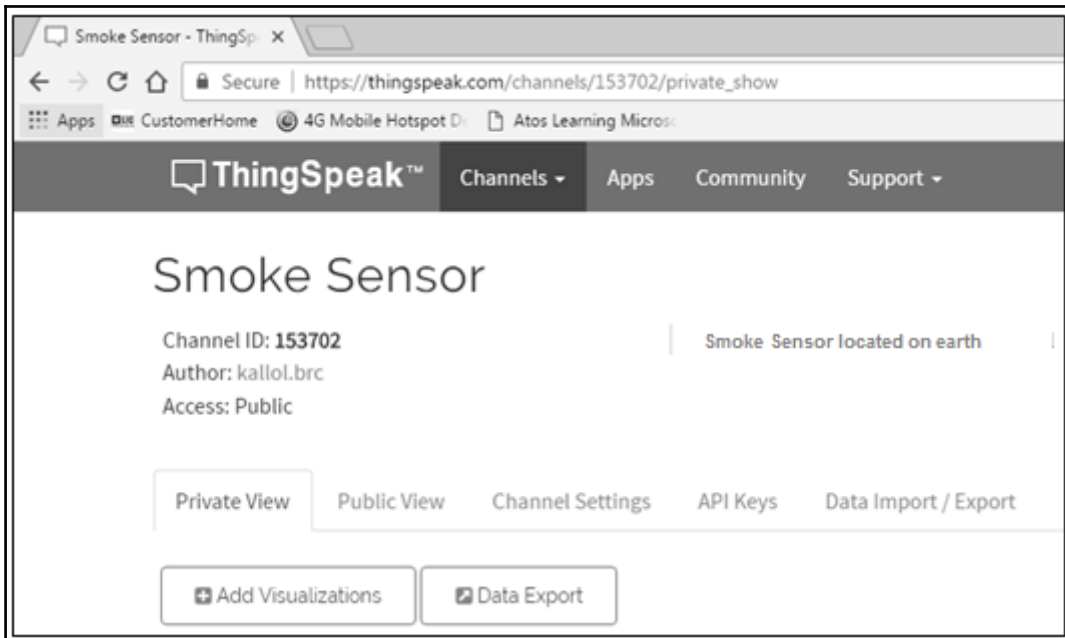 Smoke Sensor - ThingSp
Secure | https://thingspeak.com/channels/153702/private_show
Apps CustomerHome 4G Mobile Hotspot D Atos Learning Micros
ThingSpeak™ Channels Apps Community Support
Smoke Sensor
Channel ID: 153702 Smoke Sensor located on earth
Author: kallol.brc
Access: Public
Private View Public View Channel Settings API Keys Data Import / Export
Add Visualizations Data Export